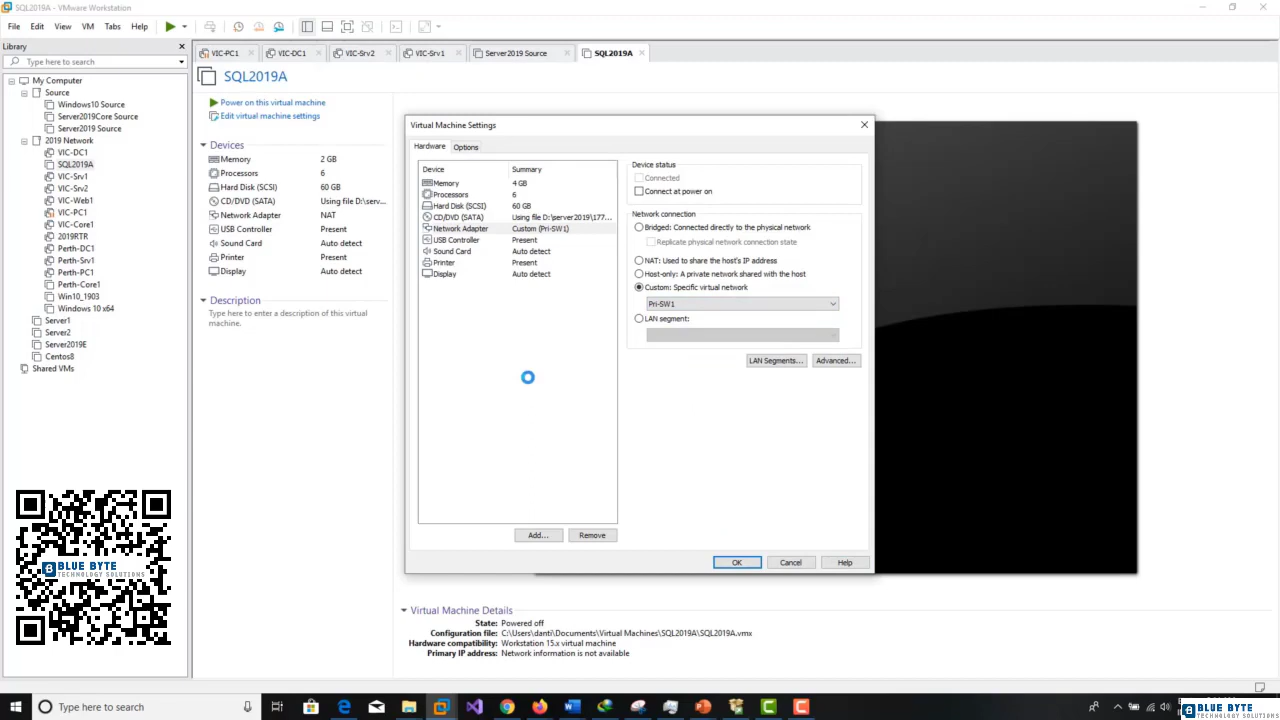 SQL2019A - VMware Workstation
File Edit View VM Tabs Help
Library
Type here to search
My Computer
Source
Windows10 Source
Server2019Core Source
Server2019 Source
2019 Network
VIC-DC1
SQL2019A
VIC-Srv1
VIC-Srv2
VIC-Web1
VIC-PC1
VIC-Core1
2019RTR
Perth-DC1
Perth-Srv1
Perth-PC1
Perth-Core1
Win10_1903
Windows 10 x64
Server1
Server2
Server2019E
Centos8
Shared VMs
VIC-PC1 VIC-DC1 VIC-Srv2 VIC-Srv1 Server2019 Source SQL2019A
SQL2019A
Power on this virtual machine
Edit virtual machine settings
Devices
Memory 2 GB
Processors 6
Hard Disk (SCSI) 60 GB
CD/DVD (SATA) Using file D:\serv...
Network Adapter NAT
USB Controller Present
Sound Card Auto detect
Printer Present
Display Auto detect
Description
Type here to enter a description of this virtual
machine.
Virtual Machine Settings
Hardware Options
Device Summary
Memory 4 GB
Processors 6
Hard Disk (SCSI) 60 GB
CD/DVD (SATA) Using file D:\server2019\177...
Network Adapter Custom (Pri-SW1)
USB Controller Present
Sound Card Auto detect
Printer Present
Display Auto detect
Add... Remove
Device status
Connected
Connect at power on
Network connection
Bridged: Connected directly to the physical network
Replicate physical network connection state
NAT: Used to share the host's IP address
Host-only: A private network shared with the host
Custom: Specific virtual network
Pri-SW1
LAN segment:
LAN Segments... Advanced...
OK Cancel Help
Virtual Machine Details
State: Powered off
Configuration file: C:\Users\danti\Documents\Virtual Machines\SQL2019A\SQL2019A.vmx
Hardware compatibility: Workstation 15.x virtual machine
Primary IP address: Network information is not available
BLUE BYTE
TECHNOLOGY SOLUTIONS
Type here to search
BLUE BYTE
TECHNOLOGY SOLUTIONS